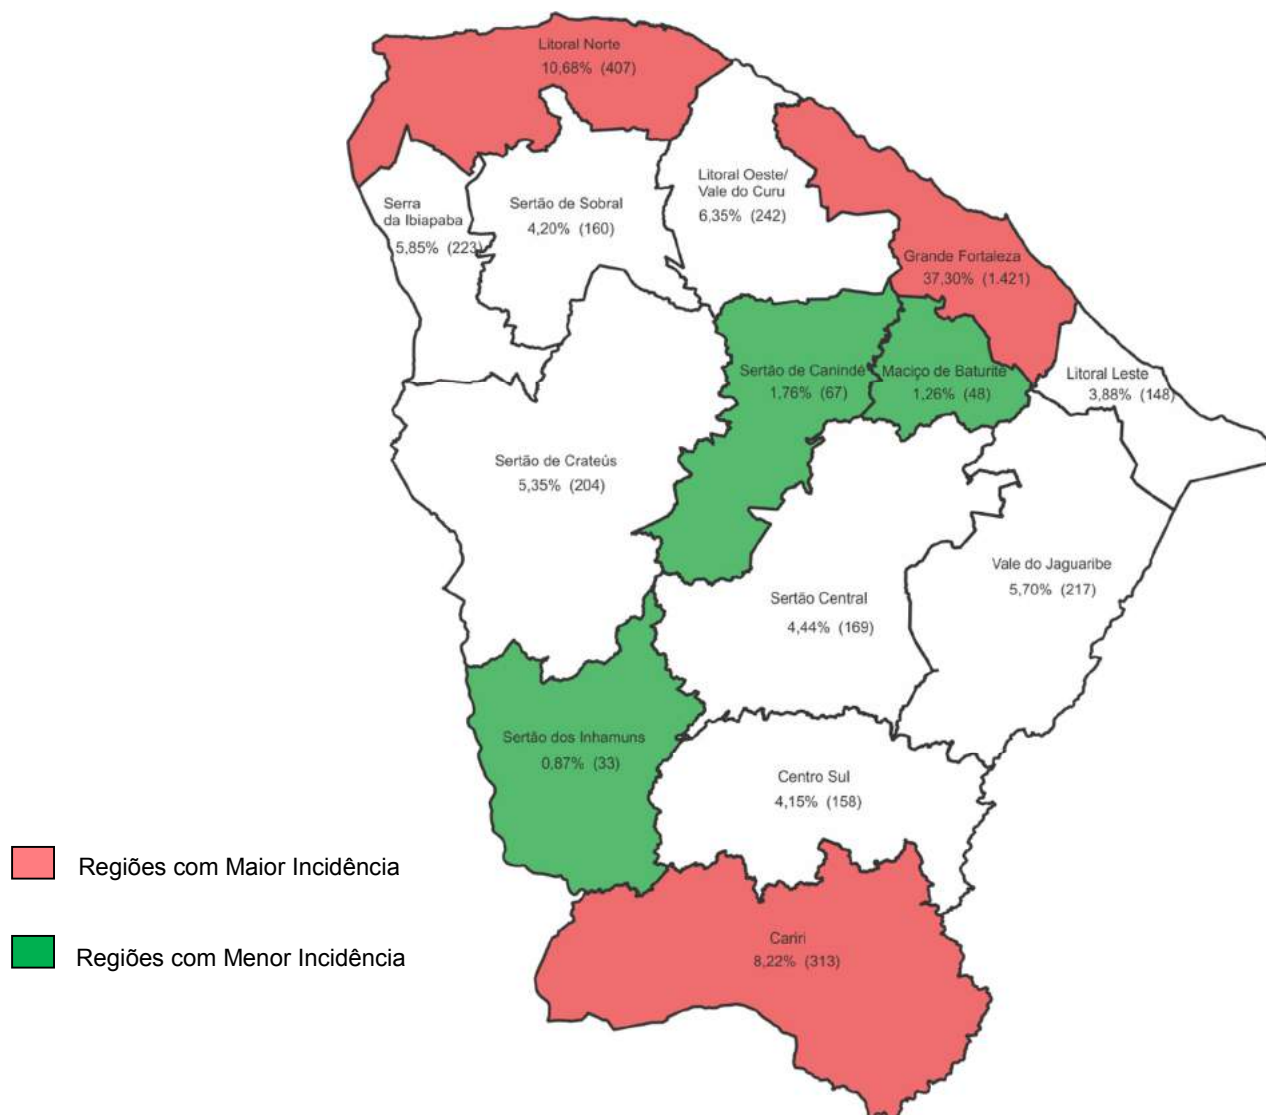 Litoral Norte
10,68% (407)
Litoral Oeste/
Vale do Curu
6,35% (242)
Serra
da Ibiapaba
5,85% (223)
Sertão de Sobral
4,20% (160)
Grande Fortaleza
37,30% (1.421)
Sertão de Canindé
1,76% (67)
Maciço de Baturité
1,26% (48)
Litoral Leste
3,88% (148)
Sertão de Crateús
5,35% (204)
Vale do Jaguaribe
5,70% (217)
Sertão Central
4,44% (169)
Sertão dos Inhamuns
0,87% (33)
Centro Sul
4,15% (158)
Regiões com Maior Incidência
Cariri
8,22% (313)
Regiões com Menor Incidência